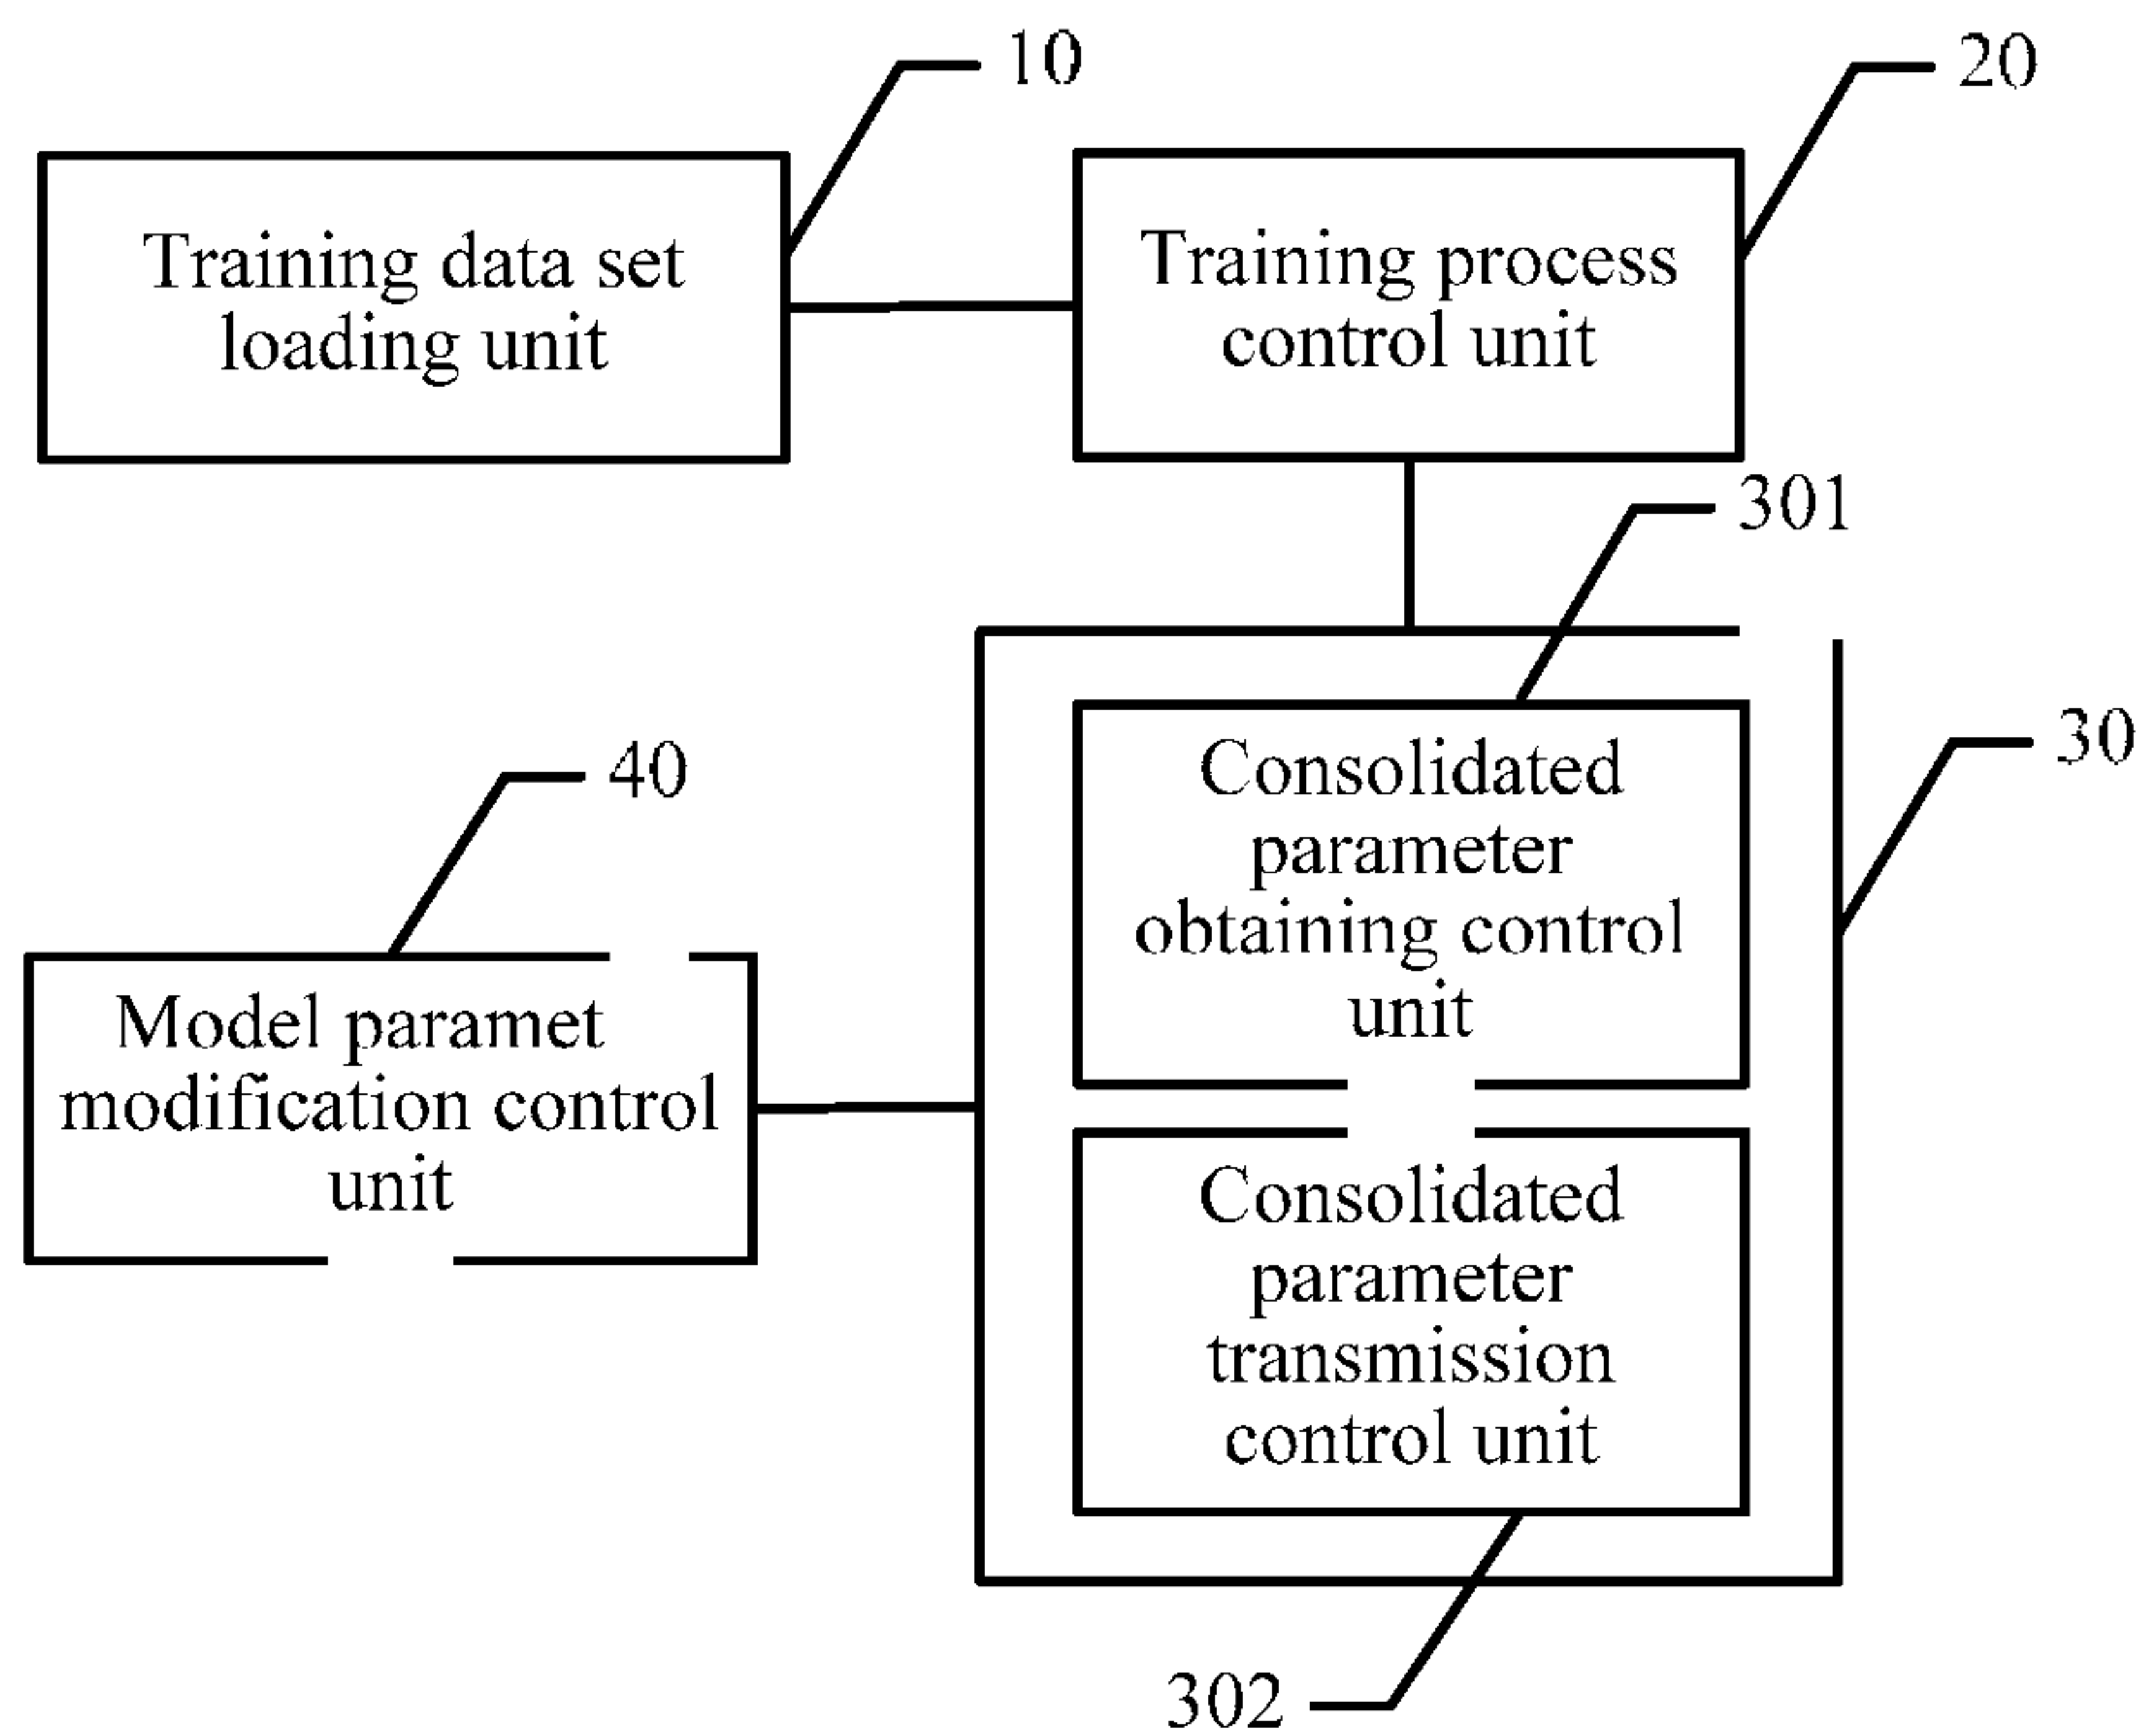 10
20
Training data set
loading unit
Training process
control unit
301
30
Consolidated
parameter
obtaining control
unit
40
Model paramet
modification control
unit
Consolidated
parameter
transmission
control unit
302